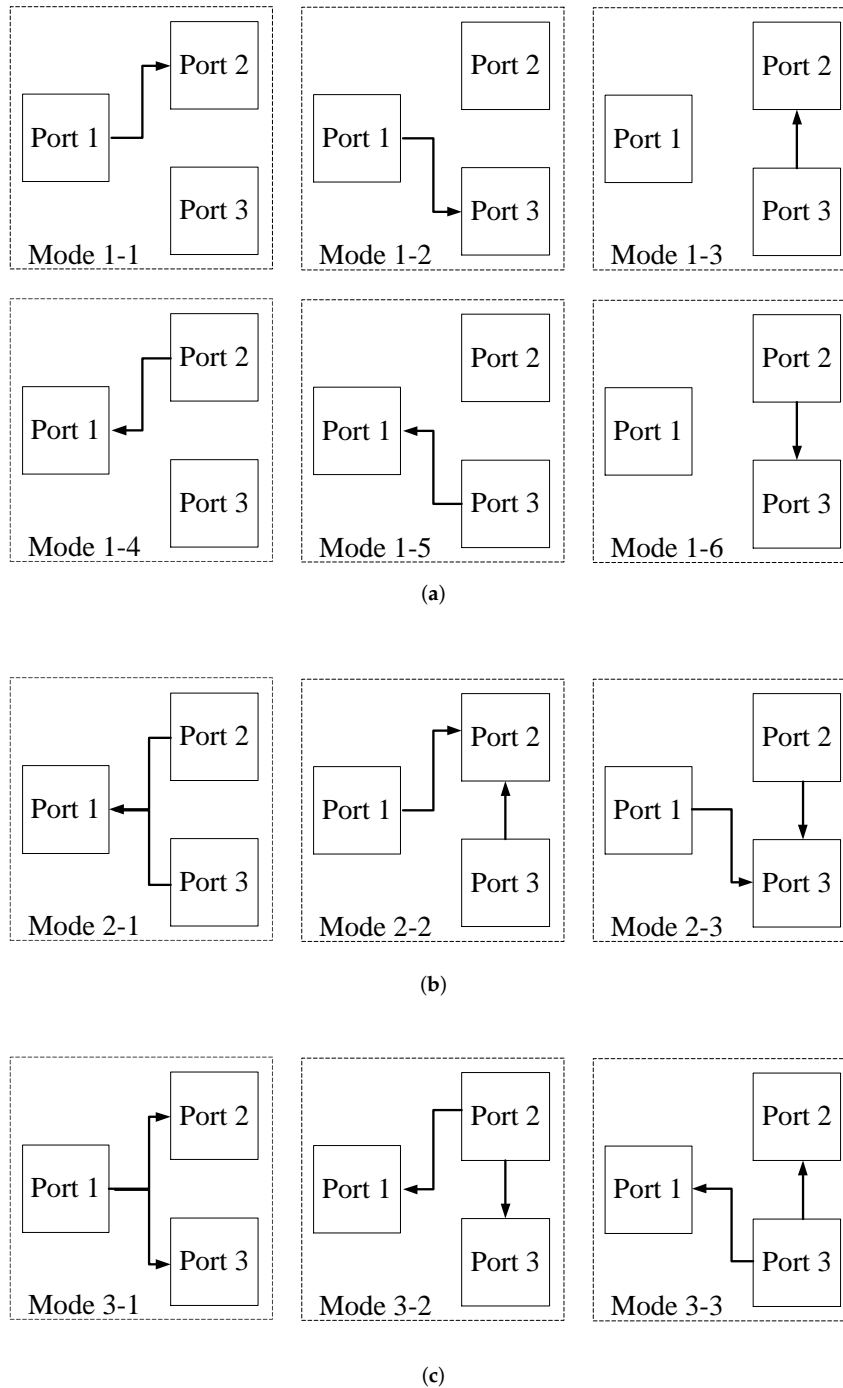 Port 2
Port 1
Port 3
Mode 1-1
Port 2
Port 1
Port 3
Mode 1-2
Port 2
Port 1
Port 3
Mode 1-3
Port 2
Port 1
Port 3
Mode 1-4
Port 2
Port 1
Port 3
Mode 1-5
Port 2
Port 1
Port 3
Mode 1-6
(a)
Port 2
Port 1
Port 3
Mode 2-1
Port 2
Port 1
Port 3
Mode 2-2
Port 2
Port 1
Port 3
Mode 2-3
(b)
Port 2
Port 1
Port 3
Mode 3-1
Port 2
Port 1
Port 3
Mode 3-2
Port 2
Port 1
Port 3
Mode 3-3
(c)